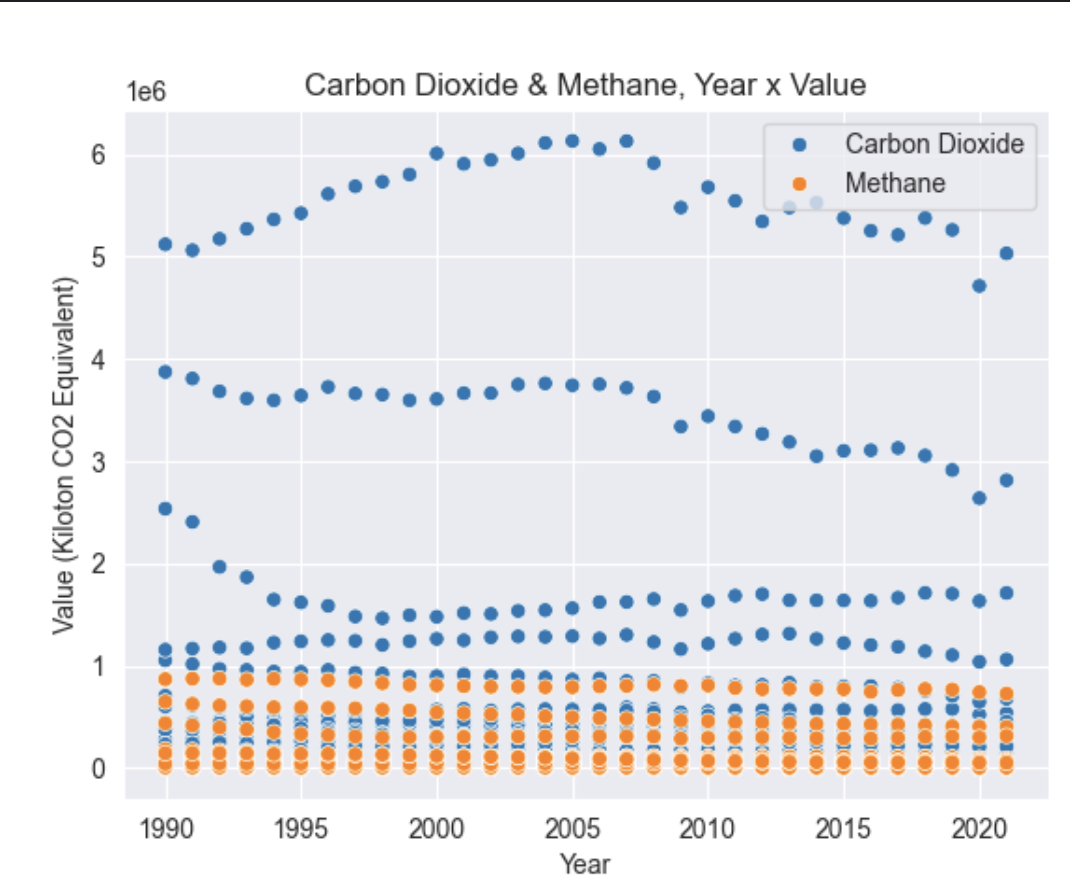 Carbon Dioxide & Methane, Year x Value
1e6
Carbon Dioxide
Methane
6
5
4
3
2
1
0
Value (Kiloton CO2 Equivalent)
1990 1995 2000 2005 2010 2015 2020
Year